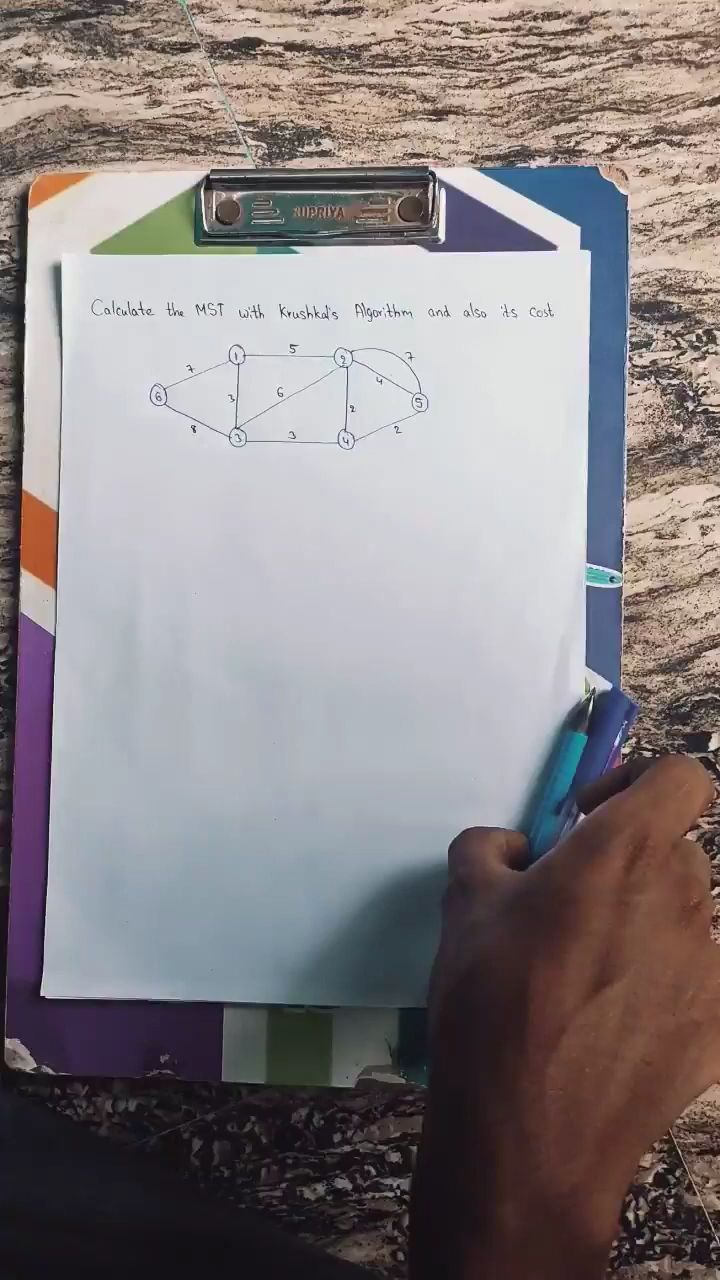 SUPRIYA
Calculate the MST with Krushkal's Algorithm and also its cost
1 5 2 7
7 4
6 3 6 2 5
8 3 3 4 2